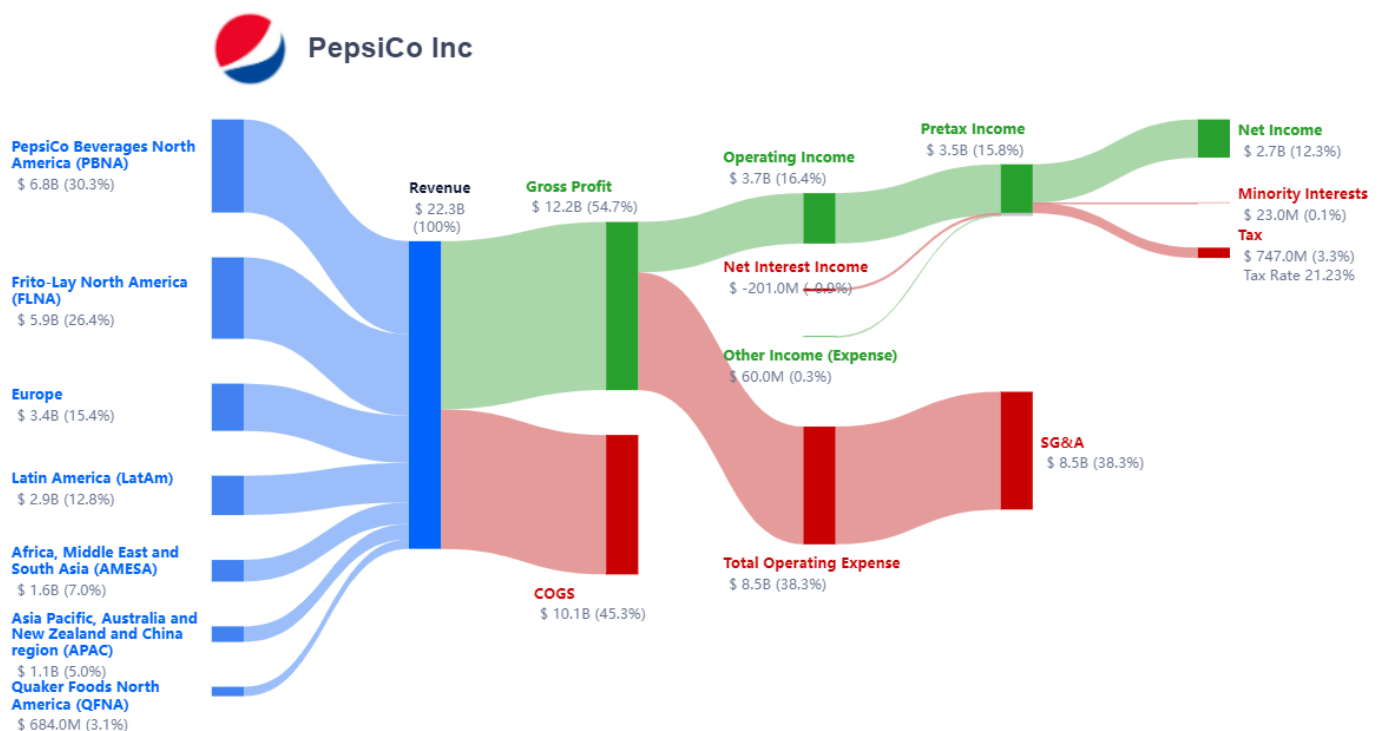 PepsiCo Inc
PepsiCo Beverages North
America (PBNA)
$ 6.8B (30.3%)
Frito-Lay North America
(FLNA)
$ 5.9B (26.4%)
Europe
$ 3.4B (15.4%)
Latin America (LatAm)
$ 2.9B (12.8%)
Africa, Middle East and
South Asia (AMESA)
$ 1.6B (7.0%)
Asia Pacific, Australia and
New Zealand and China
region (APAC)
$ 1.1B (5.0%)
Quaker Foods North
America (QFNA)
$ 684.0M (3.1%)
Revenue
$ 22.3B
(100%)
Gross Profit
$ 12.2B (54.7%)
COGS
$ 10.1B (45.3%)
Operating Income
$ 3.7B (16.4%)
Net Interest Income
$ -201.0M (-0.9%)
Other Income (Expense)
$ 60.0M (0.3%)
Total Operating Expense
$ 8.5B (38.3%)
Pretax Income
$ 3.5B (15.8%)
SG&A
$ 8.5B (38.3%)
Net Income
$ 2.7B (12.3%)
Minority Interests
$ 23.0M (0.1%)
Tax
$ 747.0M (3.3%)
Tax Rate 21.23%